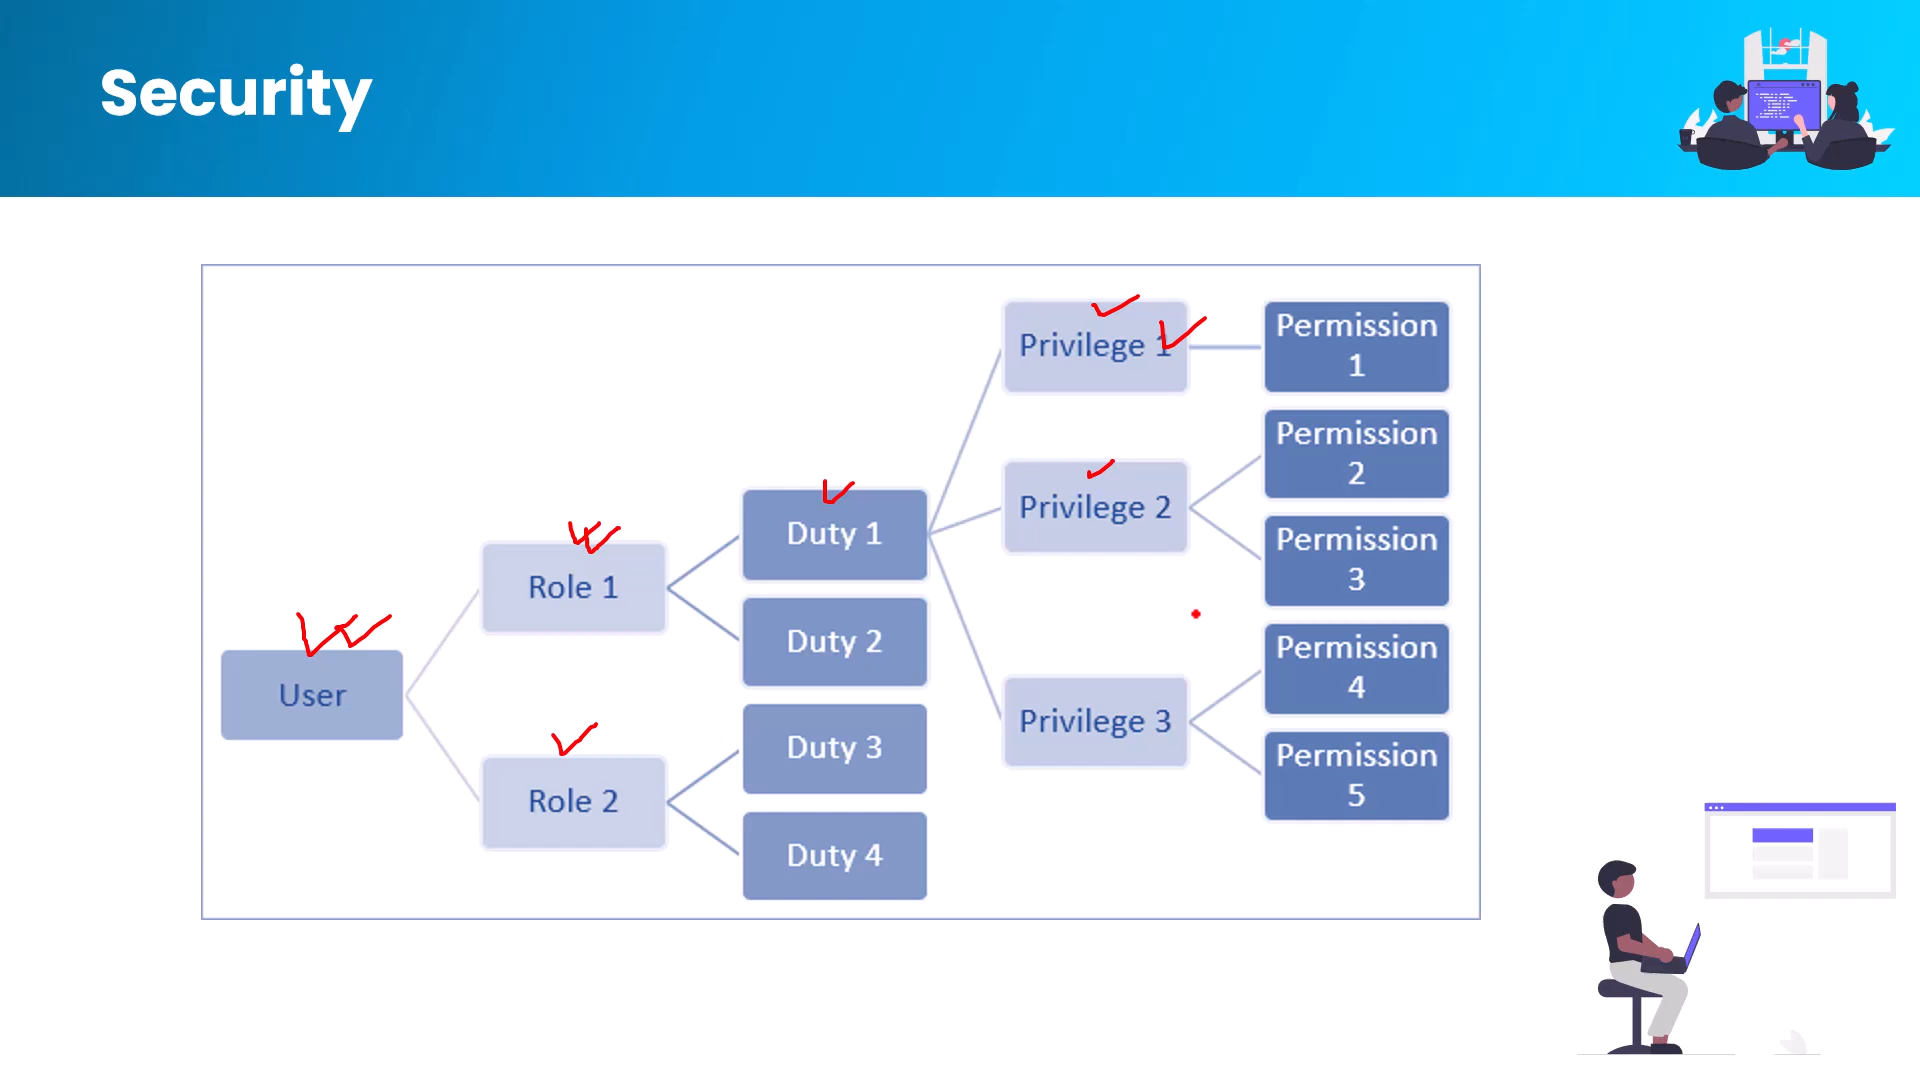 Security
User
Role 1
Role 2
Duty 1
Duty 2
Duty 3
Duty 4
Privilege 1
Privilege 2
Privilege 3
Permission
1
Permission
2
Permission
3
Permission
4
Permission
5